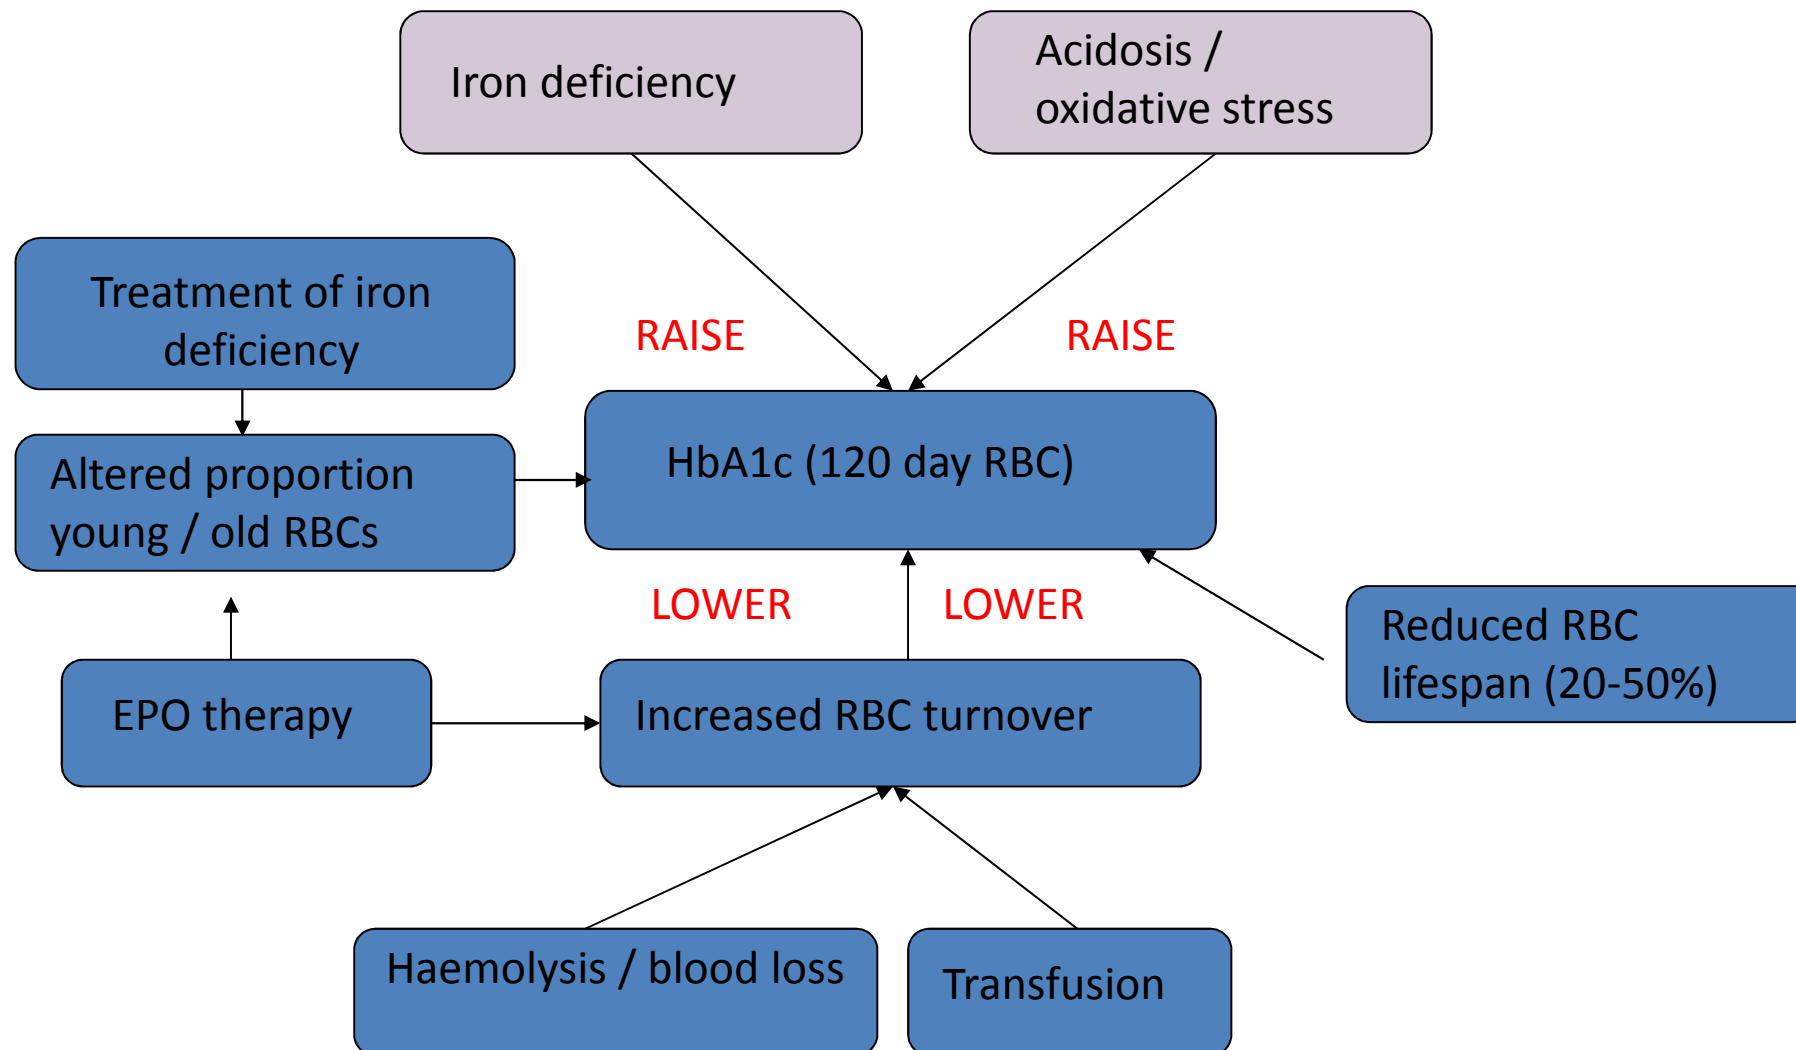 Iron deficiency
Acidosis /
oxidative stress
Treatment of iron
deficiency
RAISE
RAISE
Altered proportion
young / old RBCs
HbA1c (120 day RBC)
LOWER
LOWER
Reduced RBC
lifespan (20-50%)
EPO therapy
Increased RBC turnover
Haemolysis / blood loss
Transfusion